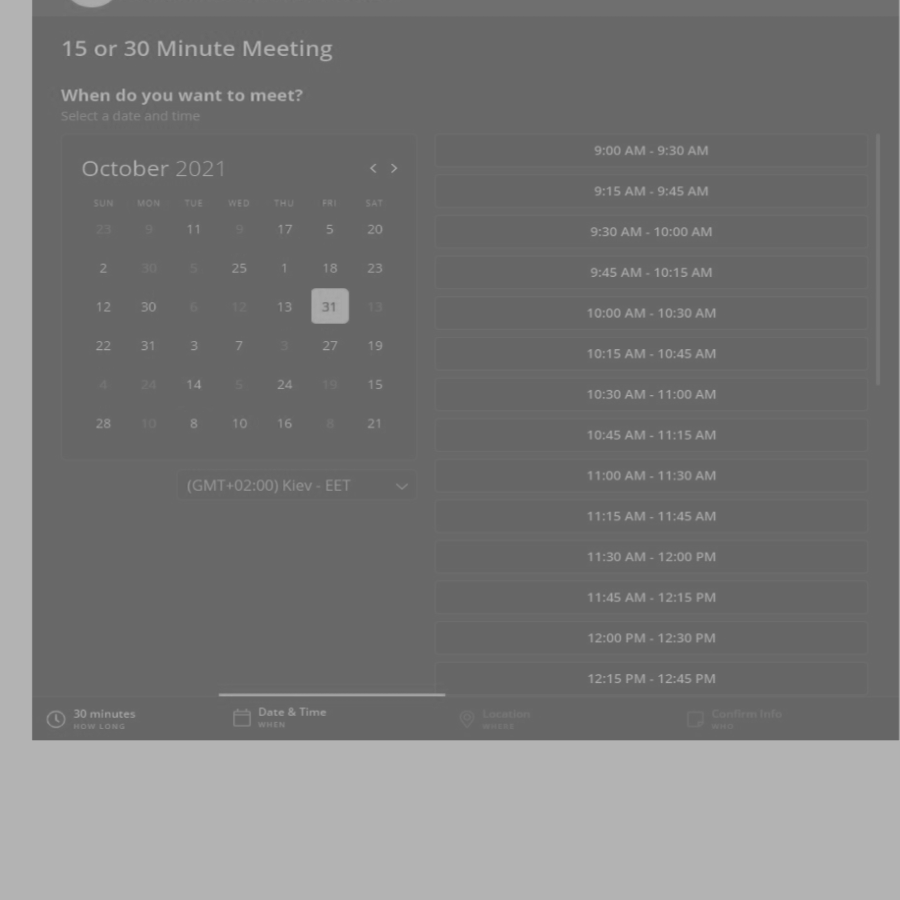 15 or 30 Minute Meeting
When do you want to meet?
Select a date and time
October 2021
SUN MON TUE WED THU FRI SAT
23 9 11 9 17 5 20
2 30 5 25 1 18 23
12 30 6 12 13 31 13
22 31 3 7 3 27 19
4 24 14 5 24 19 15
28 10 8 10 16 8 21
(GMT+02:00) Kiev - EET
9:00 AM - 9:30 AM
9:15 AM - 9:45 AM
9:30 AM - 10:00 AM
9:45 AM - 10:15 AM
10:00 AM - 10:30 AM
10:15 AM - 10:45 AM
10:30 AM - 11:00 AM
10:45 AM - 11:15 AM
11:00 AM - 11:30 AM
11:15 AM - 11:45 AM
11:30 AM - 12:00 PM
11:45 AM - 12:15 PM
12:00 PM - 12:30 PM
12:15 PM - 12:45 PM
30 minutes
HOW LONG
Date & Time
WHEN
Location
WHERE
Confirm Info
WHO